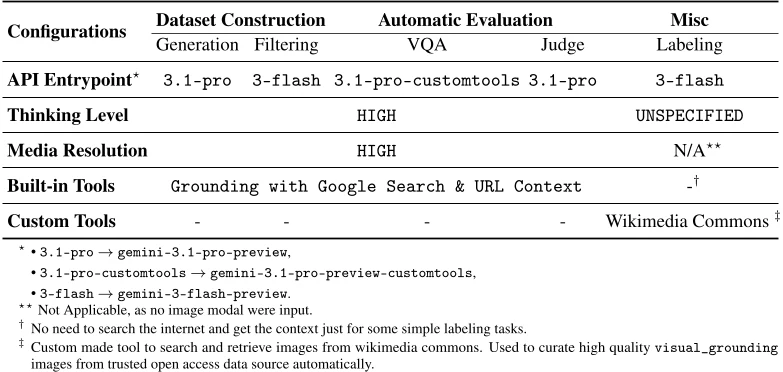 Configurations Dataset Construction Automatic Evaluation Misc
Generation Filtering VQA Judge Labeling
API Entrypoint* 3.1-pro 3-flash 3.1-pro-customtools 3.1-pro 3-flash
Thinking Level HIGH UNSPECIFIED
Media Resolution HIGH N/A**
Built-in Tools Grounding with Google Search & URL Context -†
Custom Tools - - - - Wikimedia Commons ‡
* • 3.1-pro → gemini-3.1-pro-preview,
• 3.1-pro-customtools → gemini-3.1-pro-preview-customtools,
• 3-flash → gemini-3-flash-preview.
** Not Applicable, as no image modal were input.
† No need to search the internet and get the context just for some simple labeling tasks.
‡ Custom made tool to search and retrieve images from wikimedia commons. Used to curate high quality visual_grounding
images from trusted open access data source automatically.